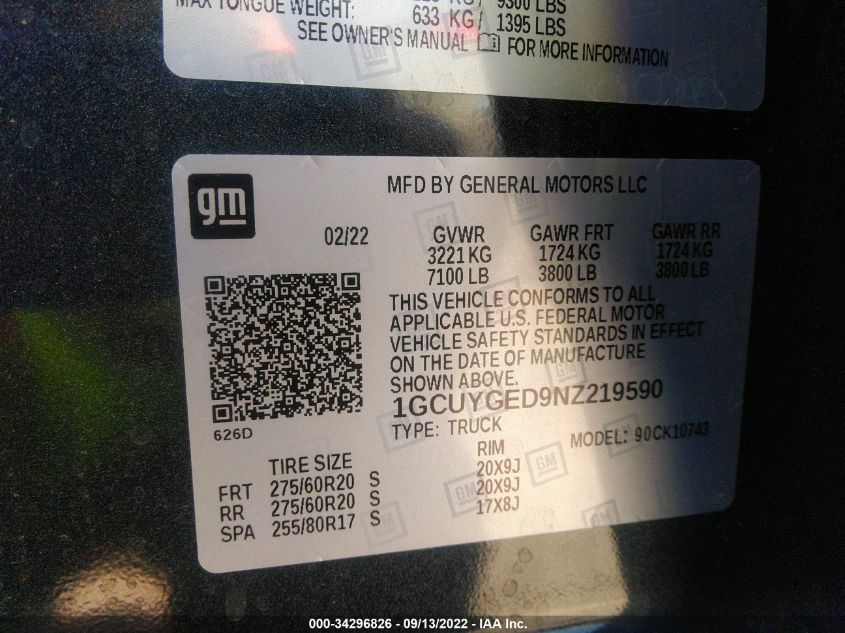 MAX TONGUE WEIGHT: 633 KG/ 1395 LBS
KG/ 9300 LBS
SEE OWNER'S MANUAL FOR MORE INFORMATION
gm
MFD BY GENERAL MOTORS LLC
02/22
GVWR GAWR FRT GAWR RR
3221 KG 1724 KG 1724 KG
7100 LB 3800 LB 3800 LB
THIS VEHICLE CONFORMS TO ALL
APPLICABLE U.S. FEDERAL MOTOR
VEHICLE SAFETY STANDARDS IN EFFECT
ON THE DATE OF MANUFACTURE
SHOWN ABOVE.
1GCUYGED9NZ219590
TYPE: TRUCK MODEL: 90CK10743
626D
TIRE SIZE RIM
FRT 275/60R20 S 20X9J
RR 275/60R20 S 20X9J
SPA 255/80R17 S 17X8J
000-34296826 - 09/13/2022 - IAA Inc.